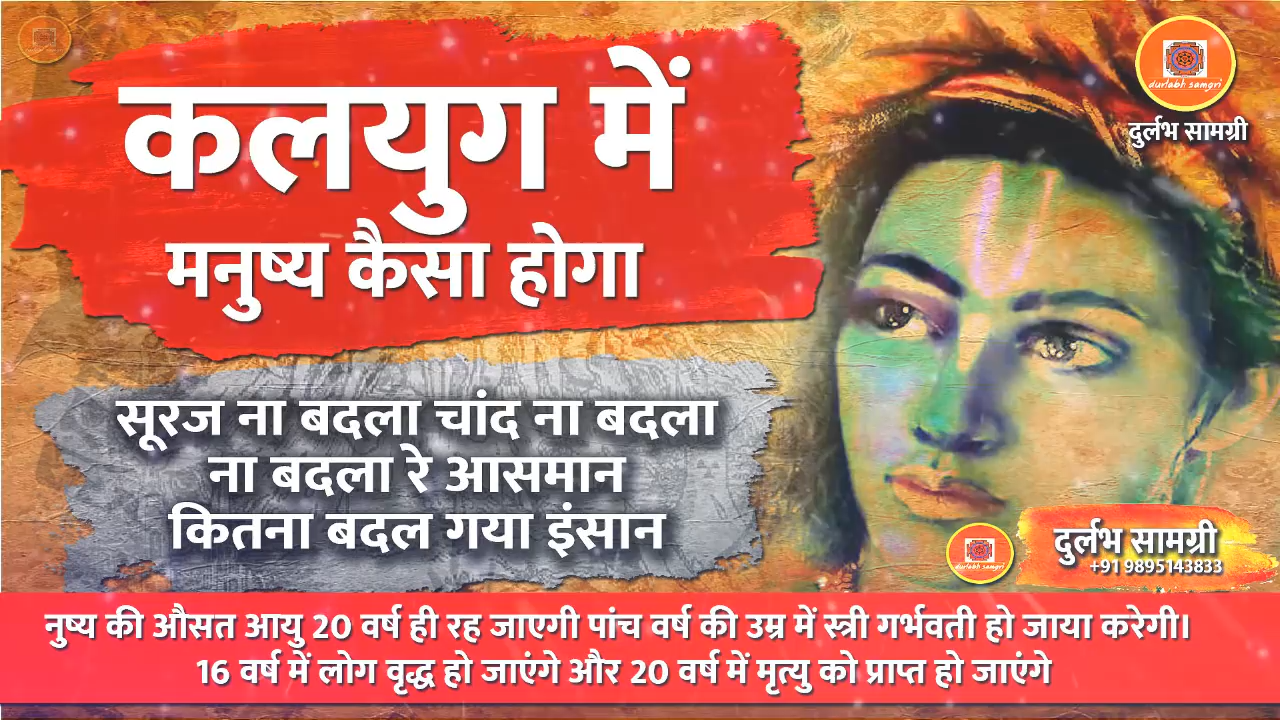 कलयुग में
मनुष्य कैसा होगा
durlabh samgri
दुर्लभ सामग्री
सूरज ना बदला चांद ना बदला
ना बदला रे आसमान
कितना बदल गया इंसान
durlabh samgri
दुर्लभ सामग्री
+91 9895143833
नुष्य की औसत आयु 20 वर्ष ही रह जाएगी पांच वर्ष की उम्र में स्त्री गर्भवती हो जाया करेगी।
16 वर्ष में लोग वृद्ध हो जाएंगे और 20 वर्ष में मृत्यु को प्राप्त हो जाएंगे